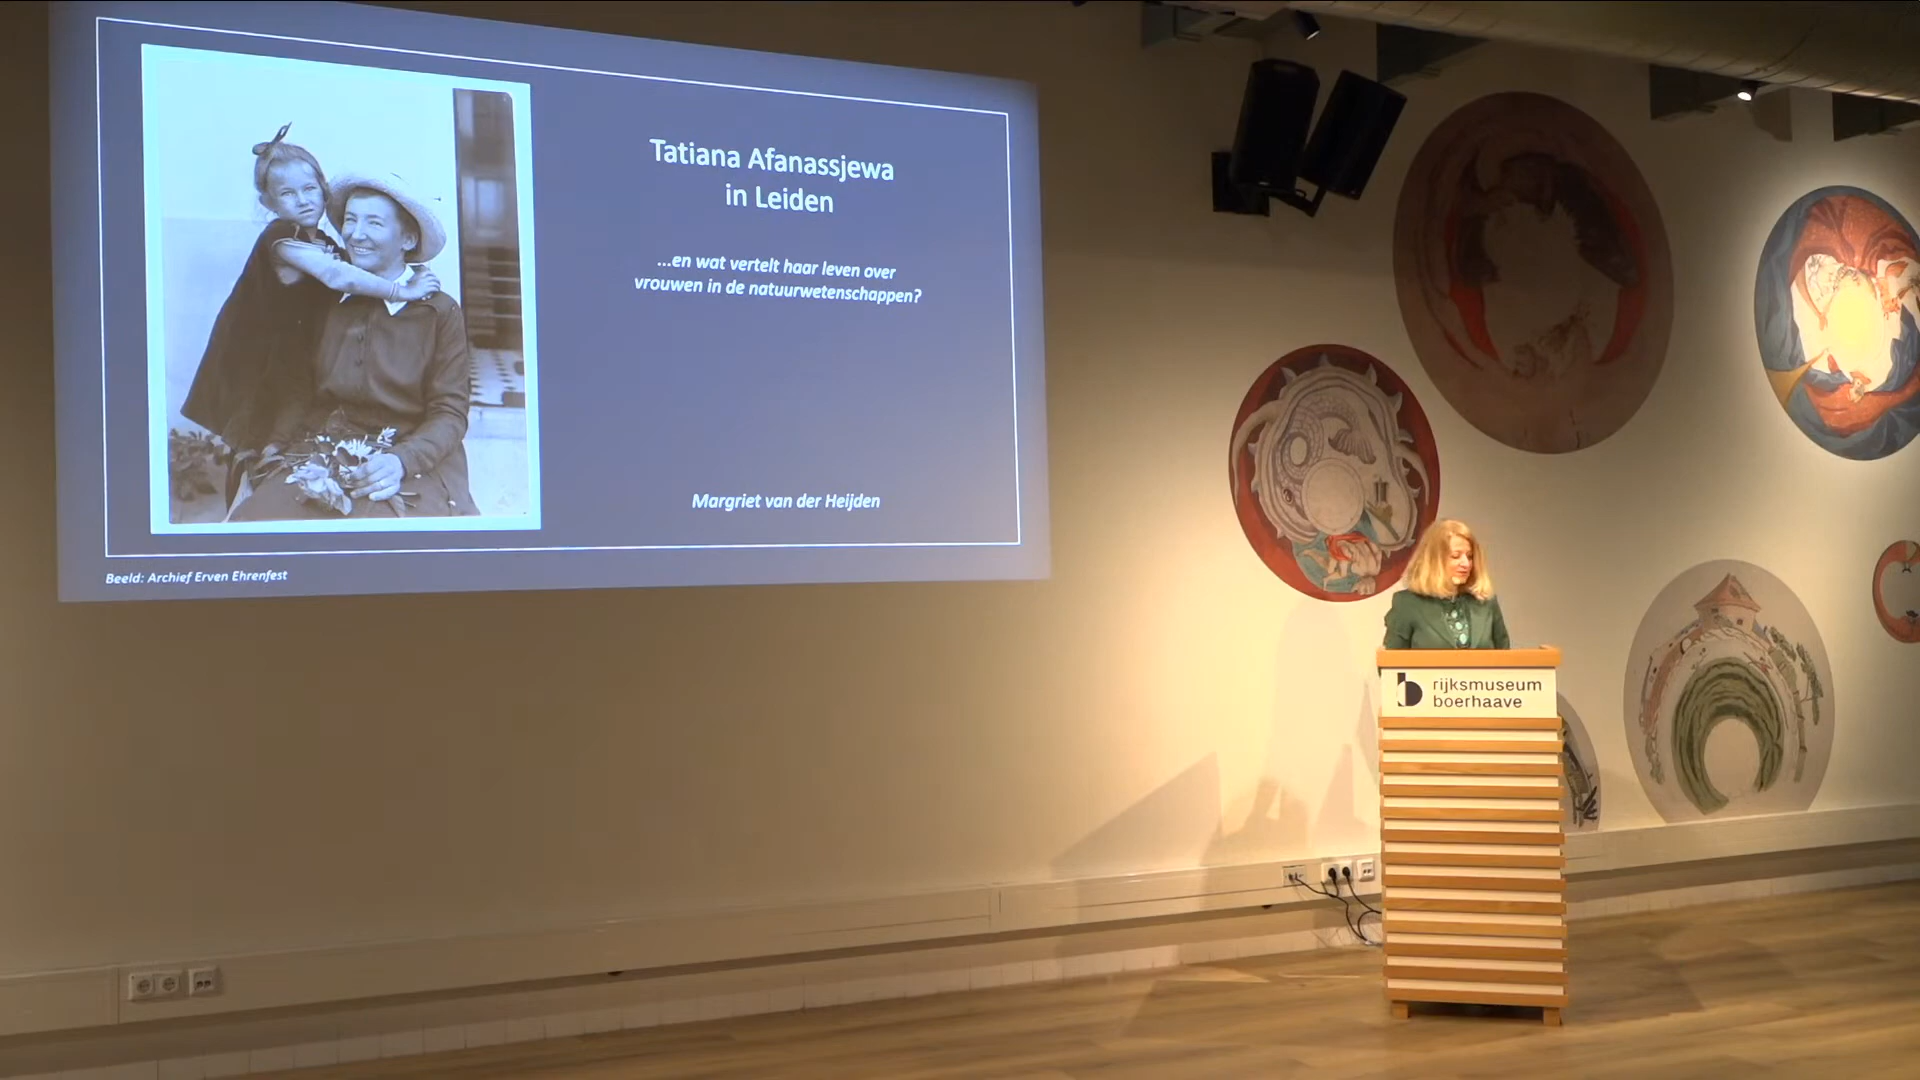 Tatiana Afanassjewa
in Leiden
...en wat vertelt haar leven over
vrouwen in de natuurwetenschappen?
Margriet van der Heijden
Beeld: Archief Erven Ehrenfest
rijksmuseum
boerhaave